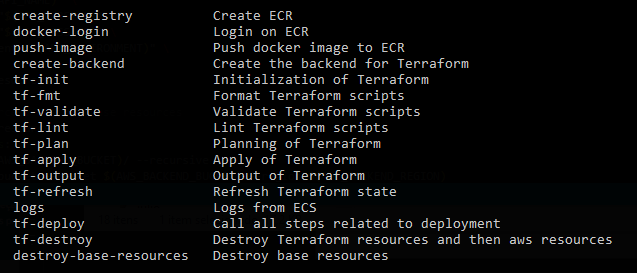 create-registry Create ECR
docker-login Login on ECR
push-image Push docker image to ECR
create-backend Create the backend for Terraform
tf-init Initialization of Terraform
tf-fmt Format Terraform scripts
tf-validate Validate Terraform scripts
tf-lint Lint Terraform scripts
tf-plan Planning of Terraform
tf-apply Apply of Terraform
tf-output Output of Terraform
tf-refresh Refresh Terraform state
logs Logs from ECS
tf-deploy Call all steps related to deployment
tf-destroy Destroy Terraform resources and then aws resources
destroy-base-resources Destroy base resources